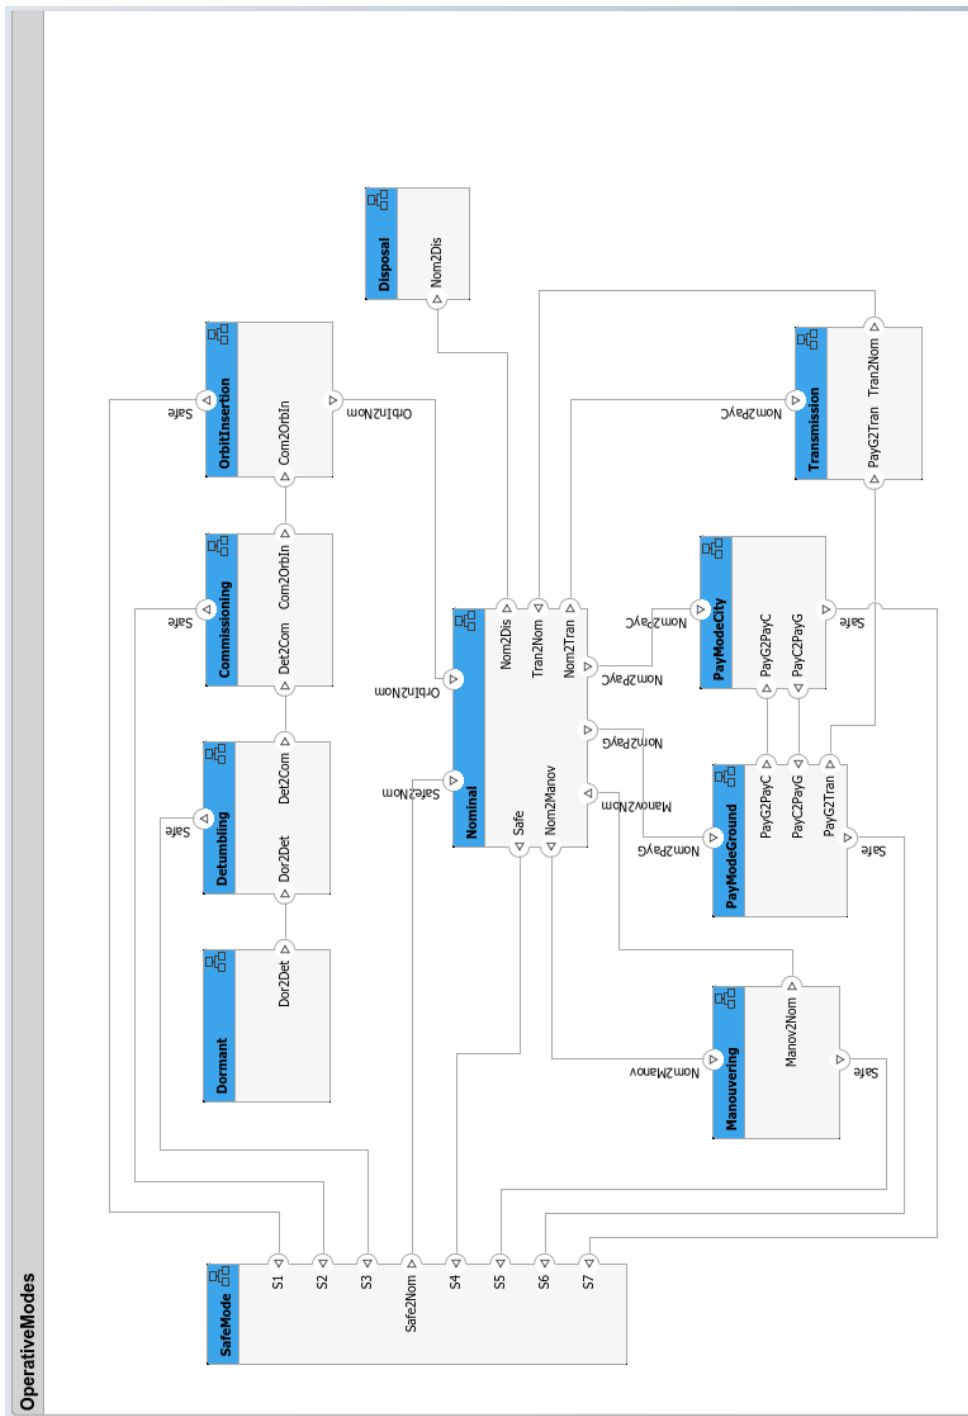 OperativeModes
SafeMode
S1
S2
S3
Safe2Nom
S4
S5
S6
S7
Dormant
Dor2Det
Safe
Detumbling
Dor2Det Det2Com
Safe
Commissioning
Det2Com Com2OrbIn
Safe
OrbitInsertion
Com2OrbIn
OrbIn2Nom
Disposal
Nom2Dis
Safe2Nom
OrbIn2Nom
Nominal
Safe
Nom2Manov
Nom2Dis
Tran2Nom
Nom2Tran
Manov2Nom
Nom2PayG
Nom2PayC
Nom2Manov
Manouvering
Manov2Nom
Safe
Nom2PayG
PayModeGround
PayG2PayC
PayC2PayG
PayG2Tran
Safe
Nom2PayC
PayModeCity
PayG2PayC
PayC2PayG
Safe
Nom2PayC
Transmission
PayG2Tran Tran2Nom